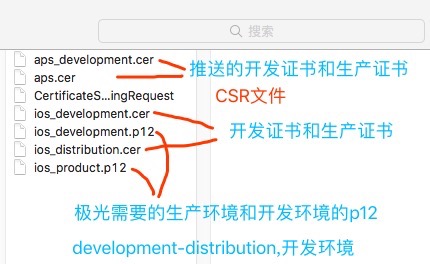 搜索
aps_development.cer
aps.cer
推送的开发证书和生产证书
CertificateS...ingRequest
CSR文件
ios_development.cer
ios_development.p12
开发证书和生产证书
ios_distribution.cer
ios_product.p12
极光需要的生产环境和开发环境的p12
development-distribution,开发环境